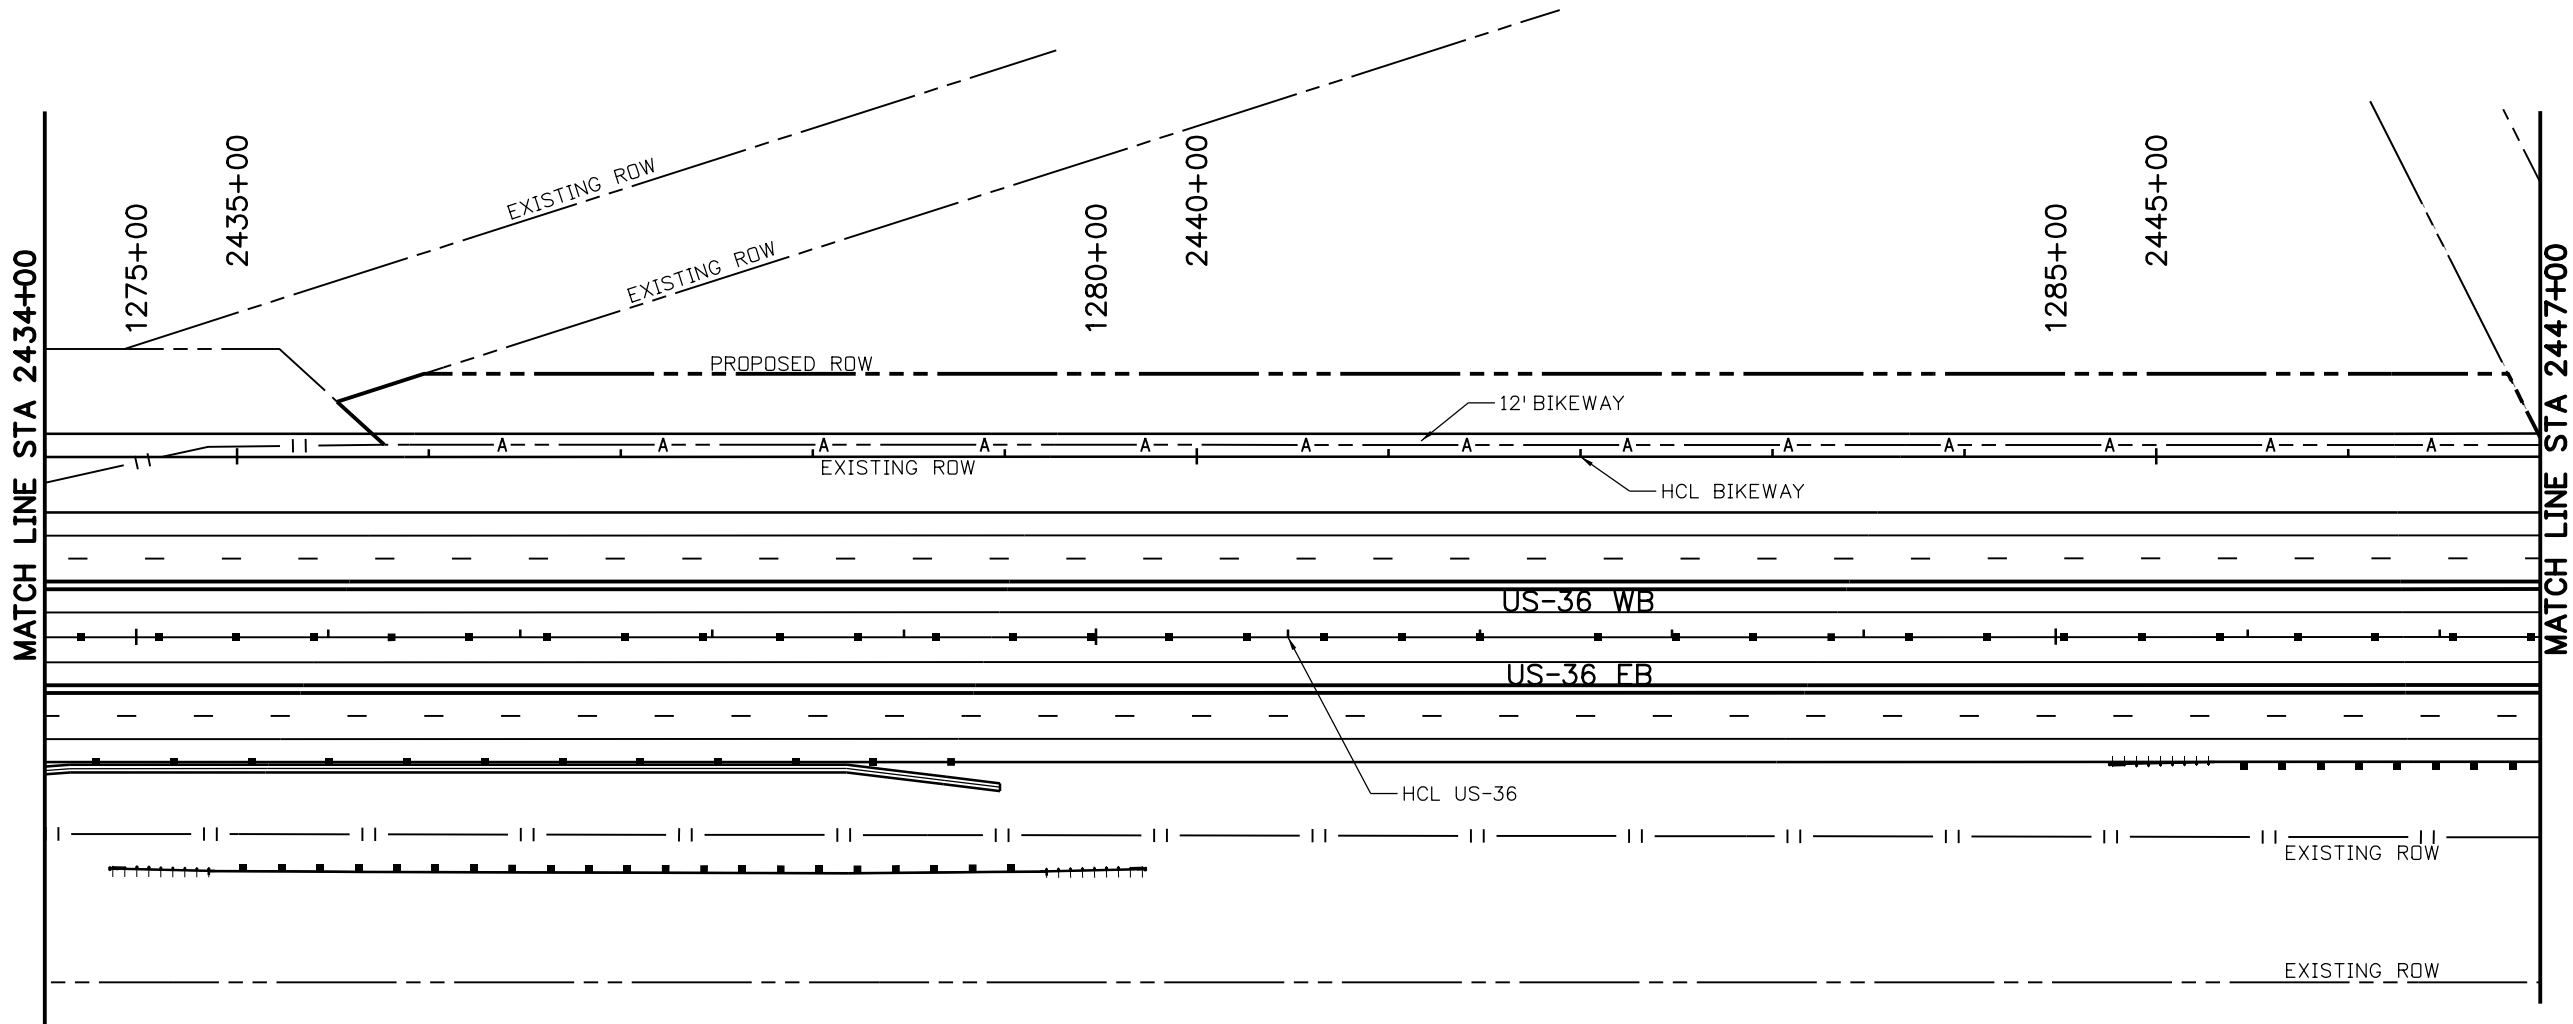 MATCH LINE STA 2434+00
1275+00
2435+00
EXISTING ROW
EXISTING ROW
1280+00
2440+00
1285+00
2445+00
MATCH LINE STA 2447+00
PROPOSED ROW
12' BIKEWAY
A A A A A A A A A A A A A
EXISTING ROW
HCL BIKEWAY
US-36 WB
US-36 EB
HCL US-36
EXISTING ROW
EXISTING ROW